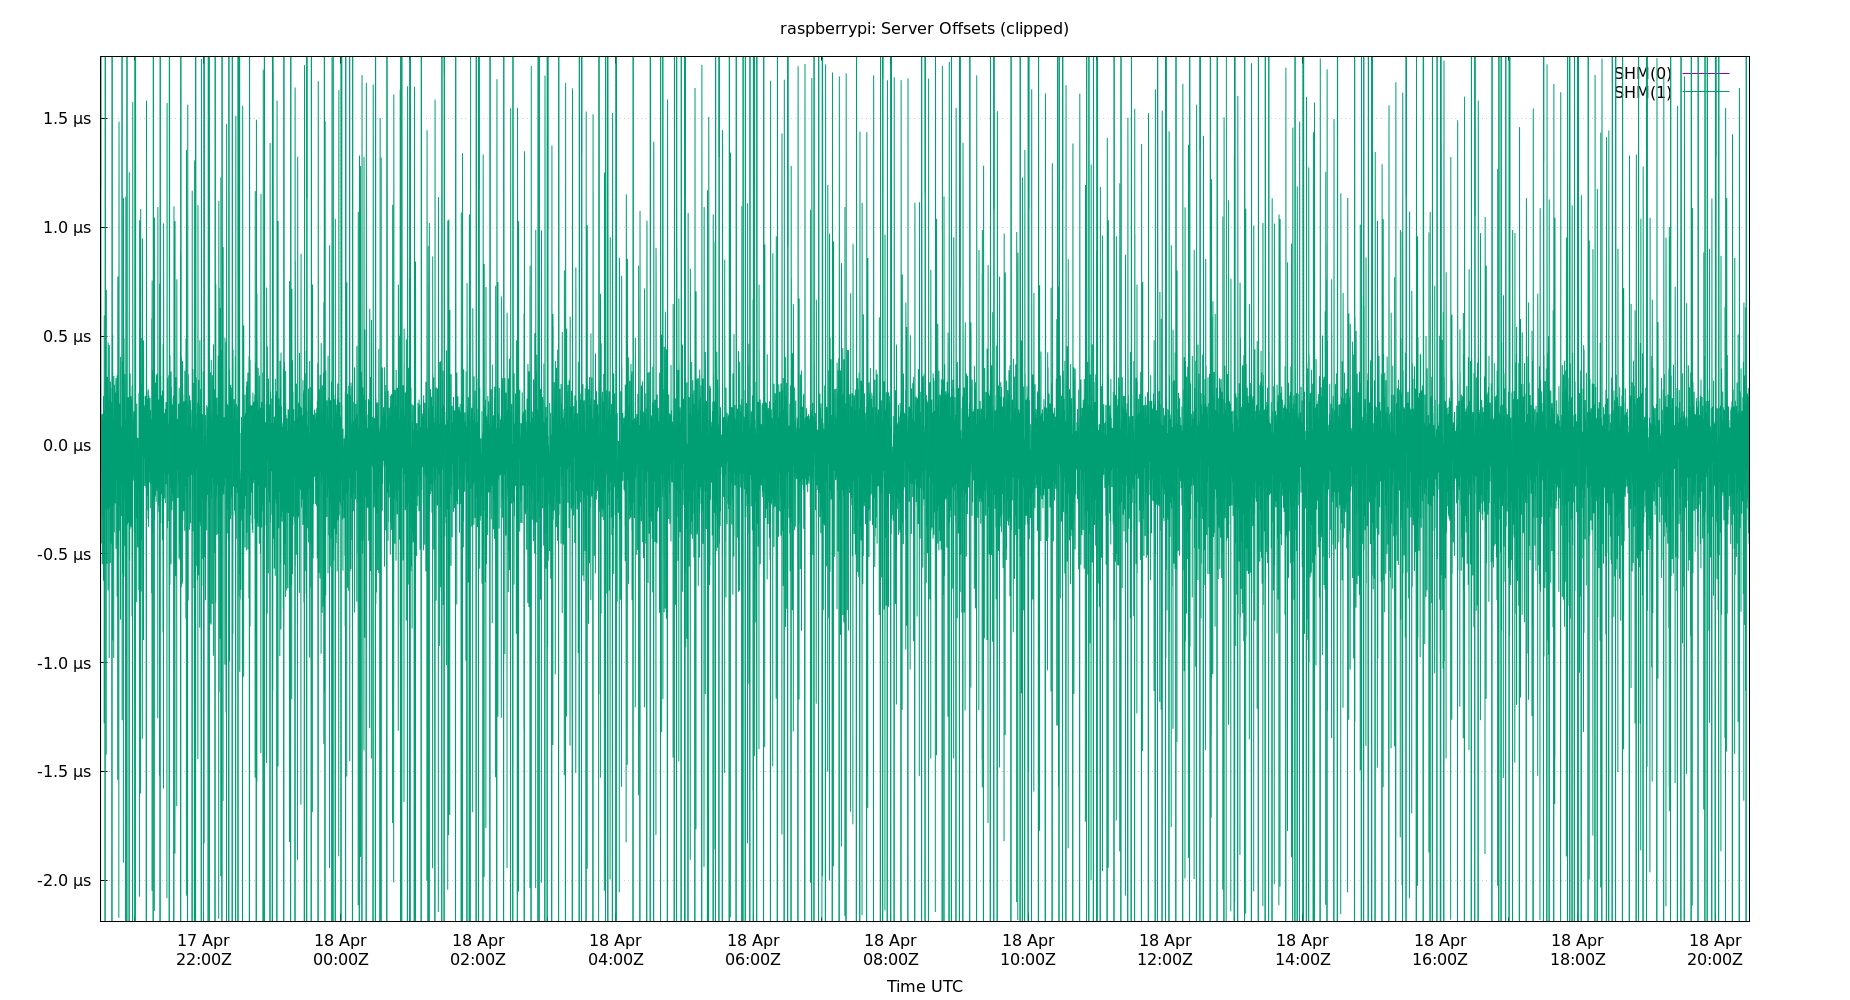 raspberrypi: Server Offsets (clipped)
SHM(0)
SHM(1)
1.5 µs
1.0 µs
0.5 µs
0.0 µs
-0.5 µs
-1.0 µs
-1.5 µs
-2.0 µs
17 Apr 18 Apr 18 Apr 18 Apr 18 Apr 18 Apr 18 Apr 18 Apr 18 Apr 18 Apr 18 Apr 18 Apr
22:00Z 00:00Z 02:00Z 04:00Z 06:00Z 08:00Z 10:00Z 12:00Z 14:00Z 16:00Z 18:00Z 20:00Z
Time UTC